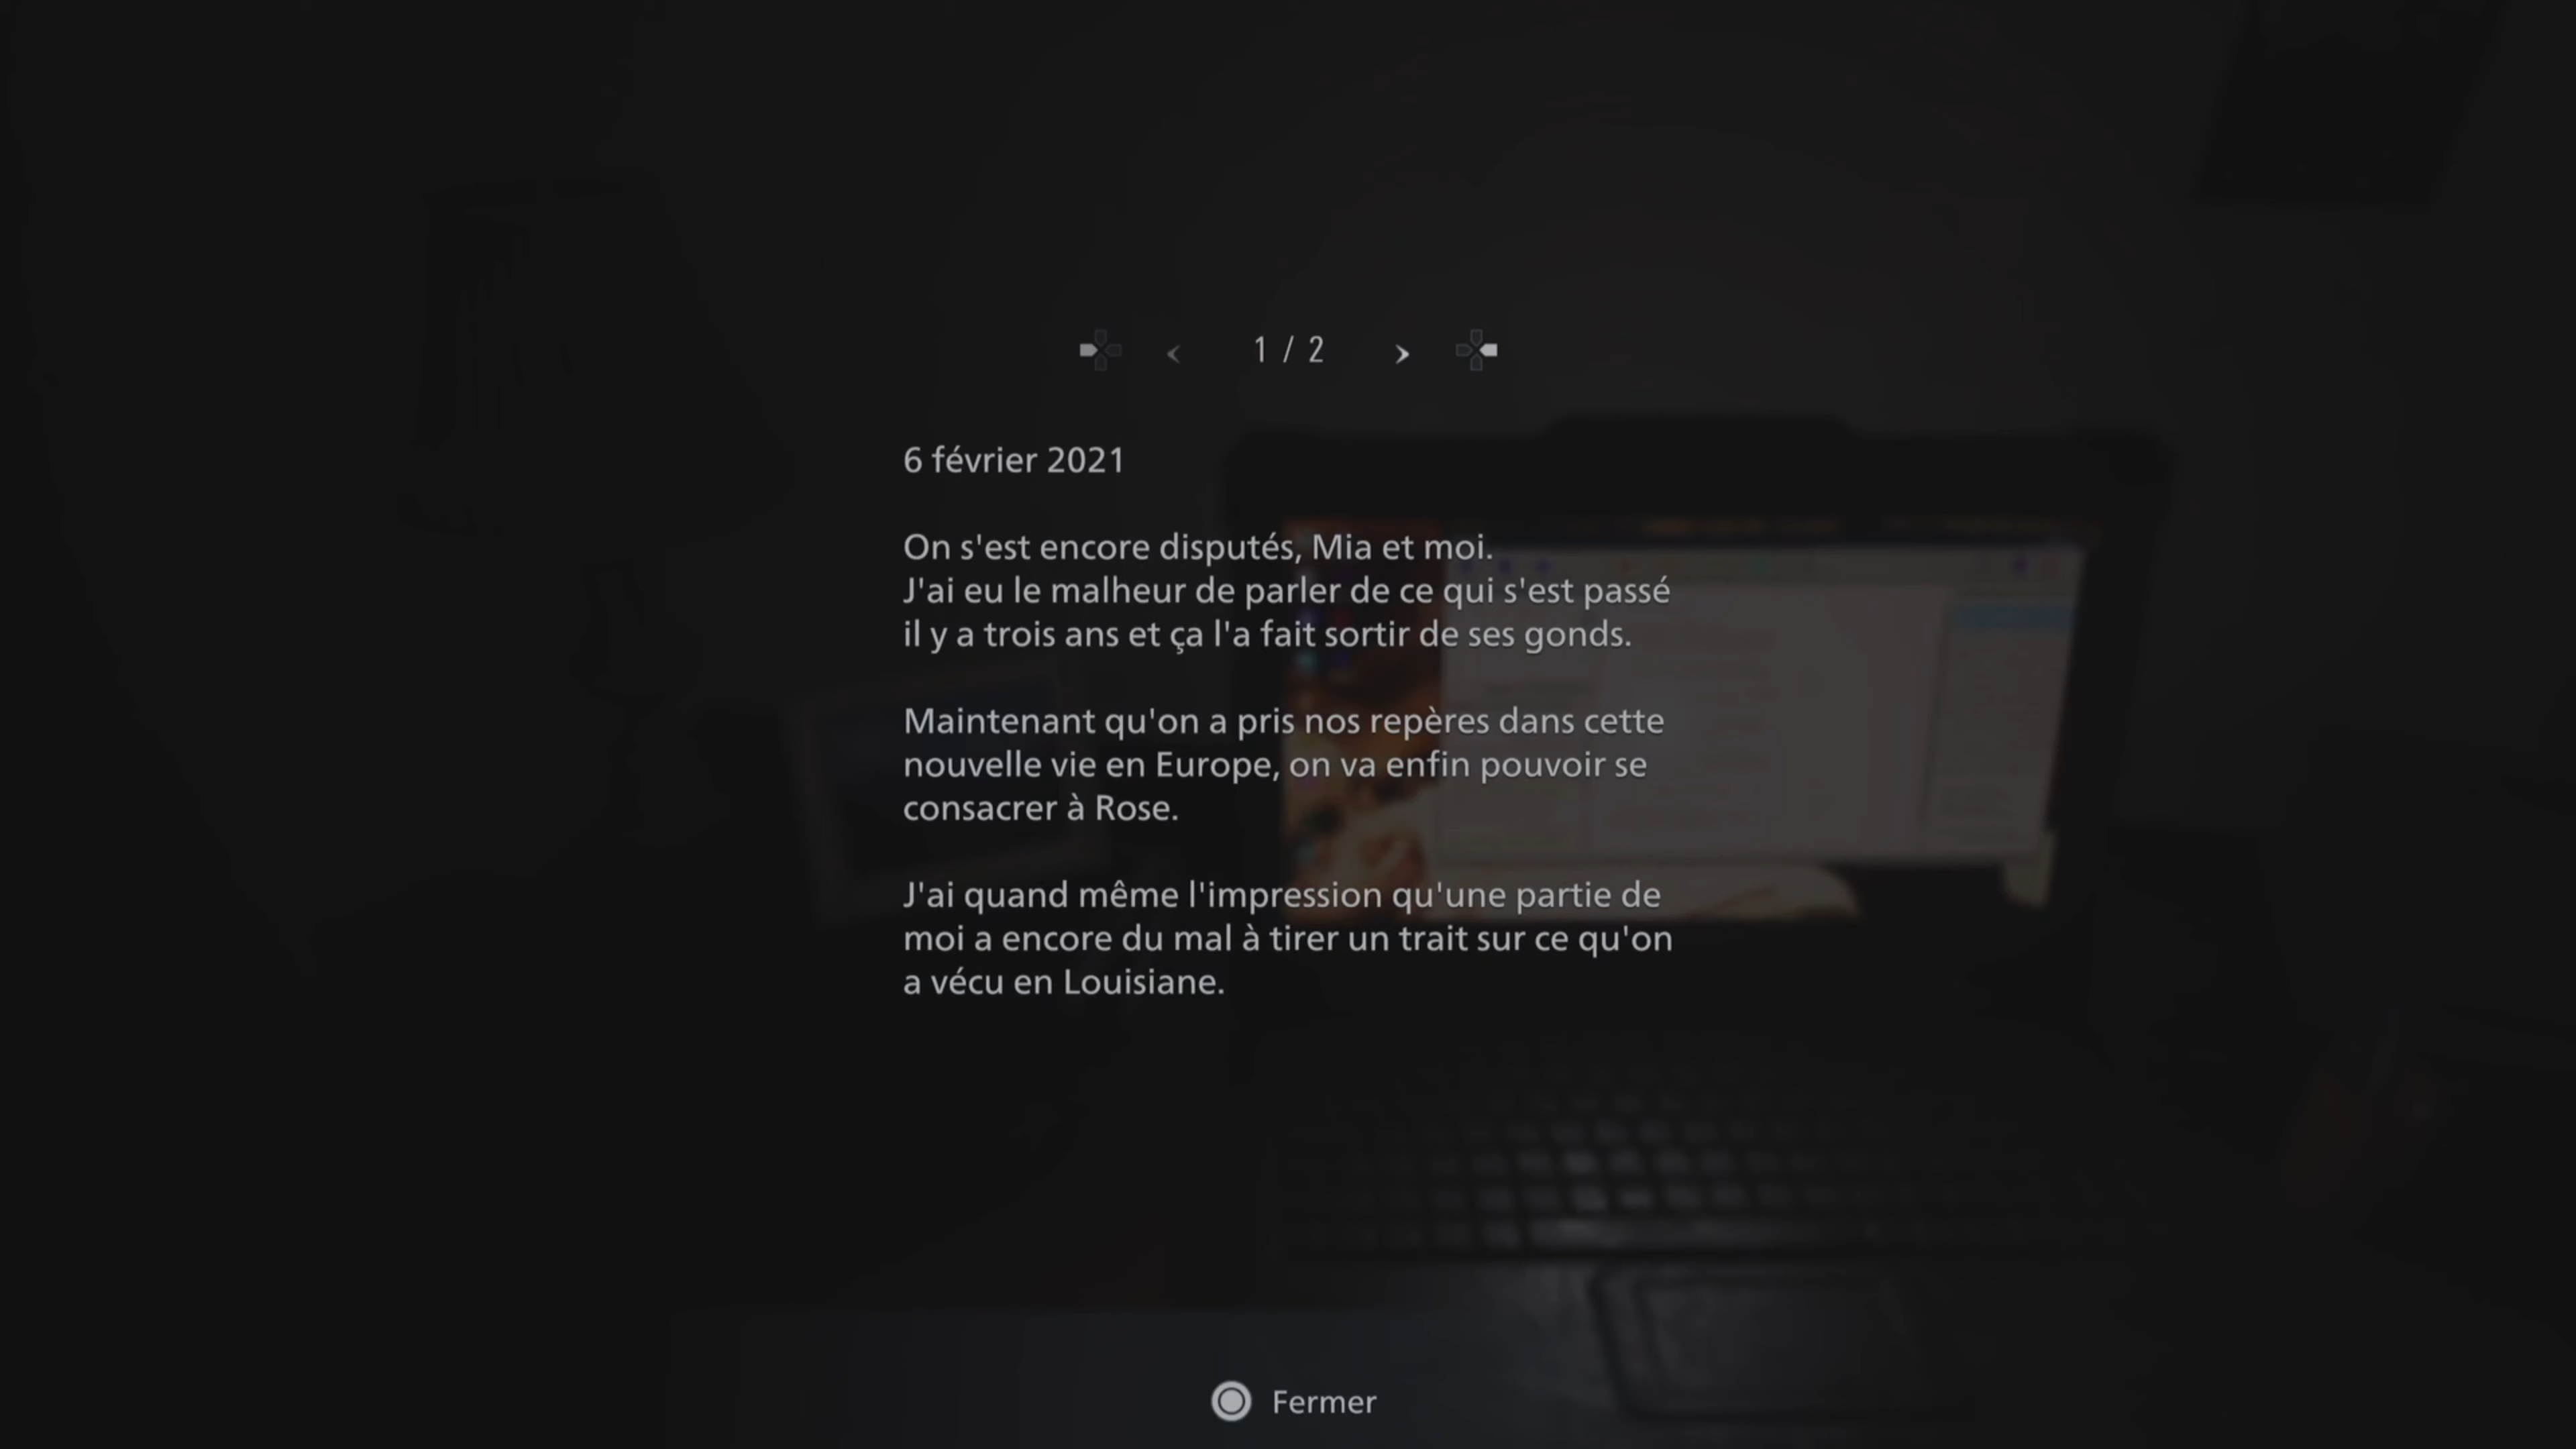 1 / 2
6 février 2021
On s'est encore disputés, Mia et moi.
J'ai eu le malheur de parler de ce qui s'est passé
il y a trois ans et ça l'a fait sortir de ses gonds.
Maintenant qu'on a pris nos repères dans cette
nouvelle vie en Europe, on va enfin pouvoir se
consacrer à Rose.
J'ai quand même l'impression qu'une partie de
moi a encore du mal à tirer un trait sur ce qu'on
a vécu en Louisiane.
Fermer